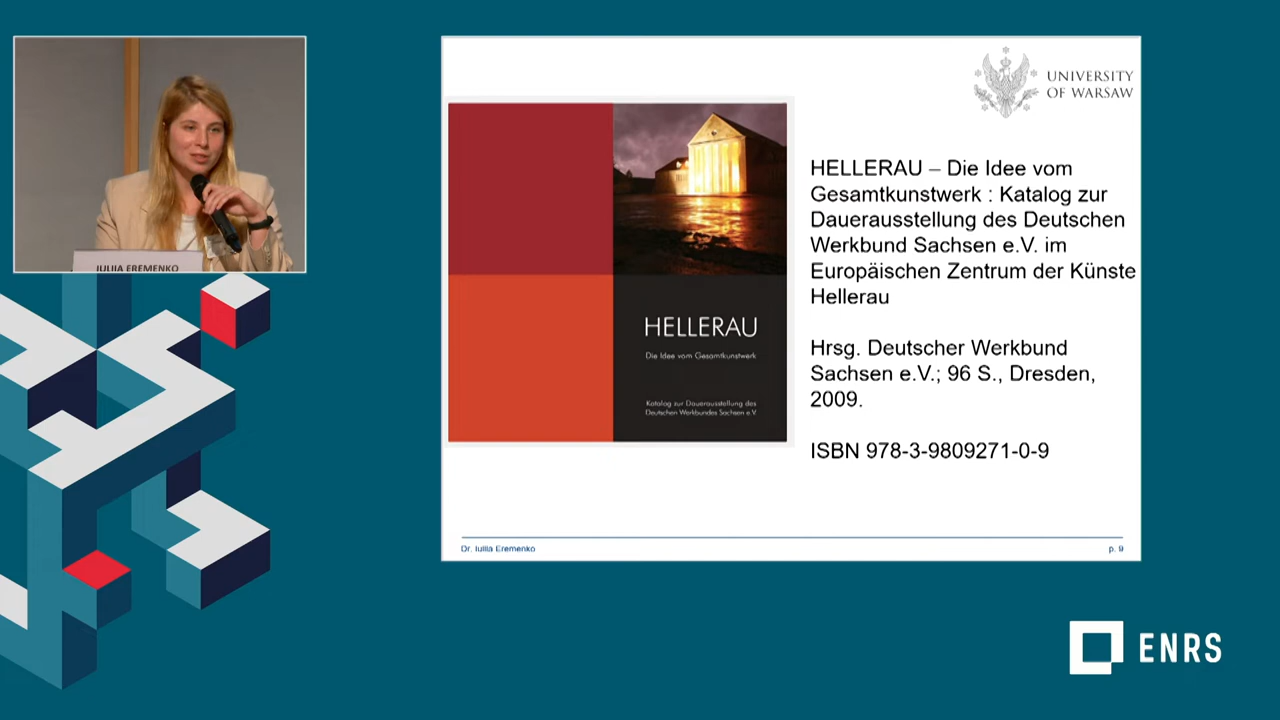 IULIIA EREMENKO
UNIVERSITY
OF WARSAW
HELLERAU
Die Idee vom Gesamtkunstwerk
Katalog zur Dauerausstellung des
Deutschen Werkbundes Sachsen e.V
HELLERAU – Die Idee vom
Gesamtkunstwerk : Katalog zur
Dauerausstellung des Deutschen
Werkbund Sachsen e.V. im
Europäischen Zentrum der Künste
Hellerau
Hrsg. Deutscher Werkbund
Sachsen e.V.; 96 S., Dresden,
2009.
ISBN 978-3-9809271-0-9
Dr. Iuliia Eremenko
p. 9
ENRS